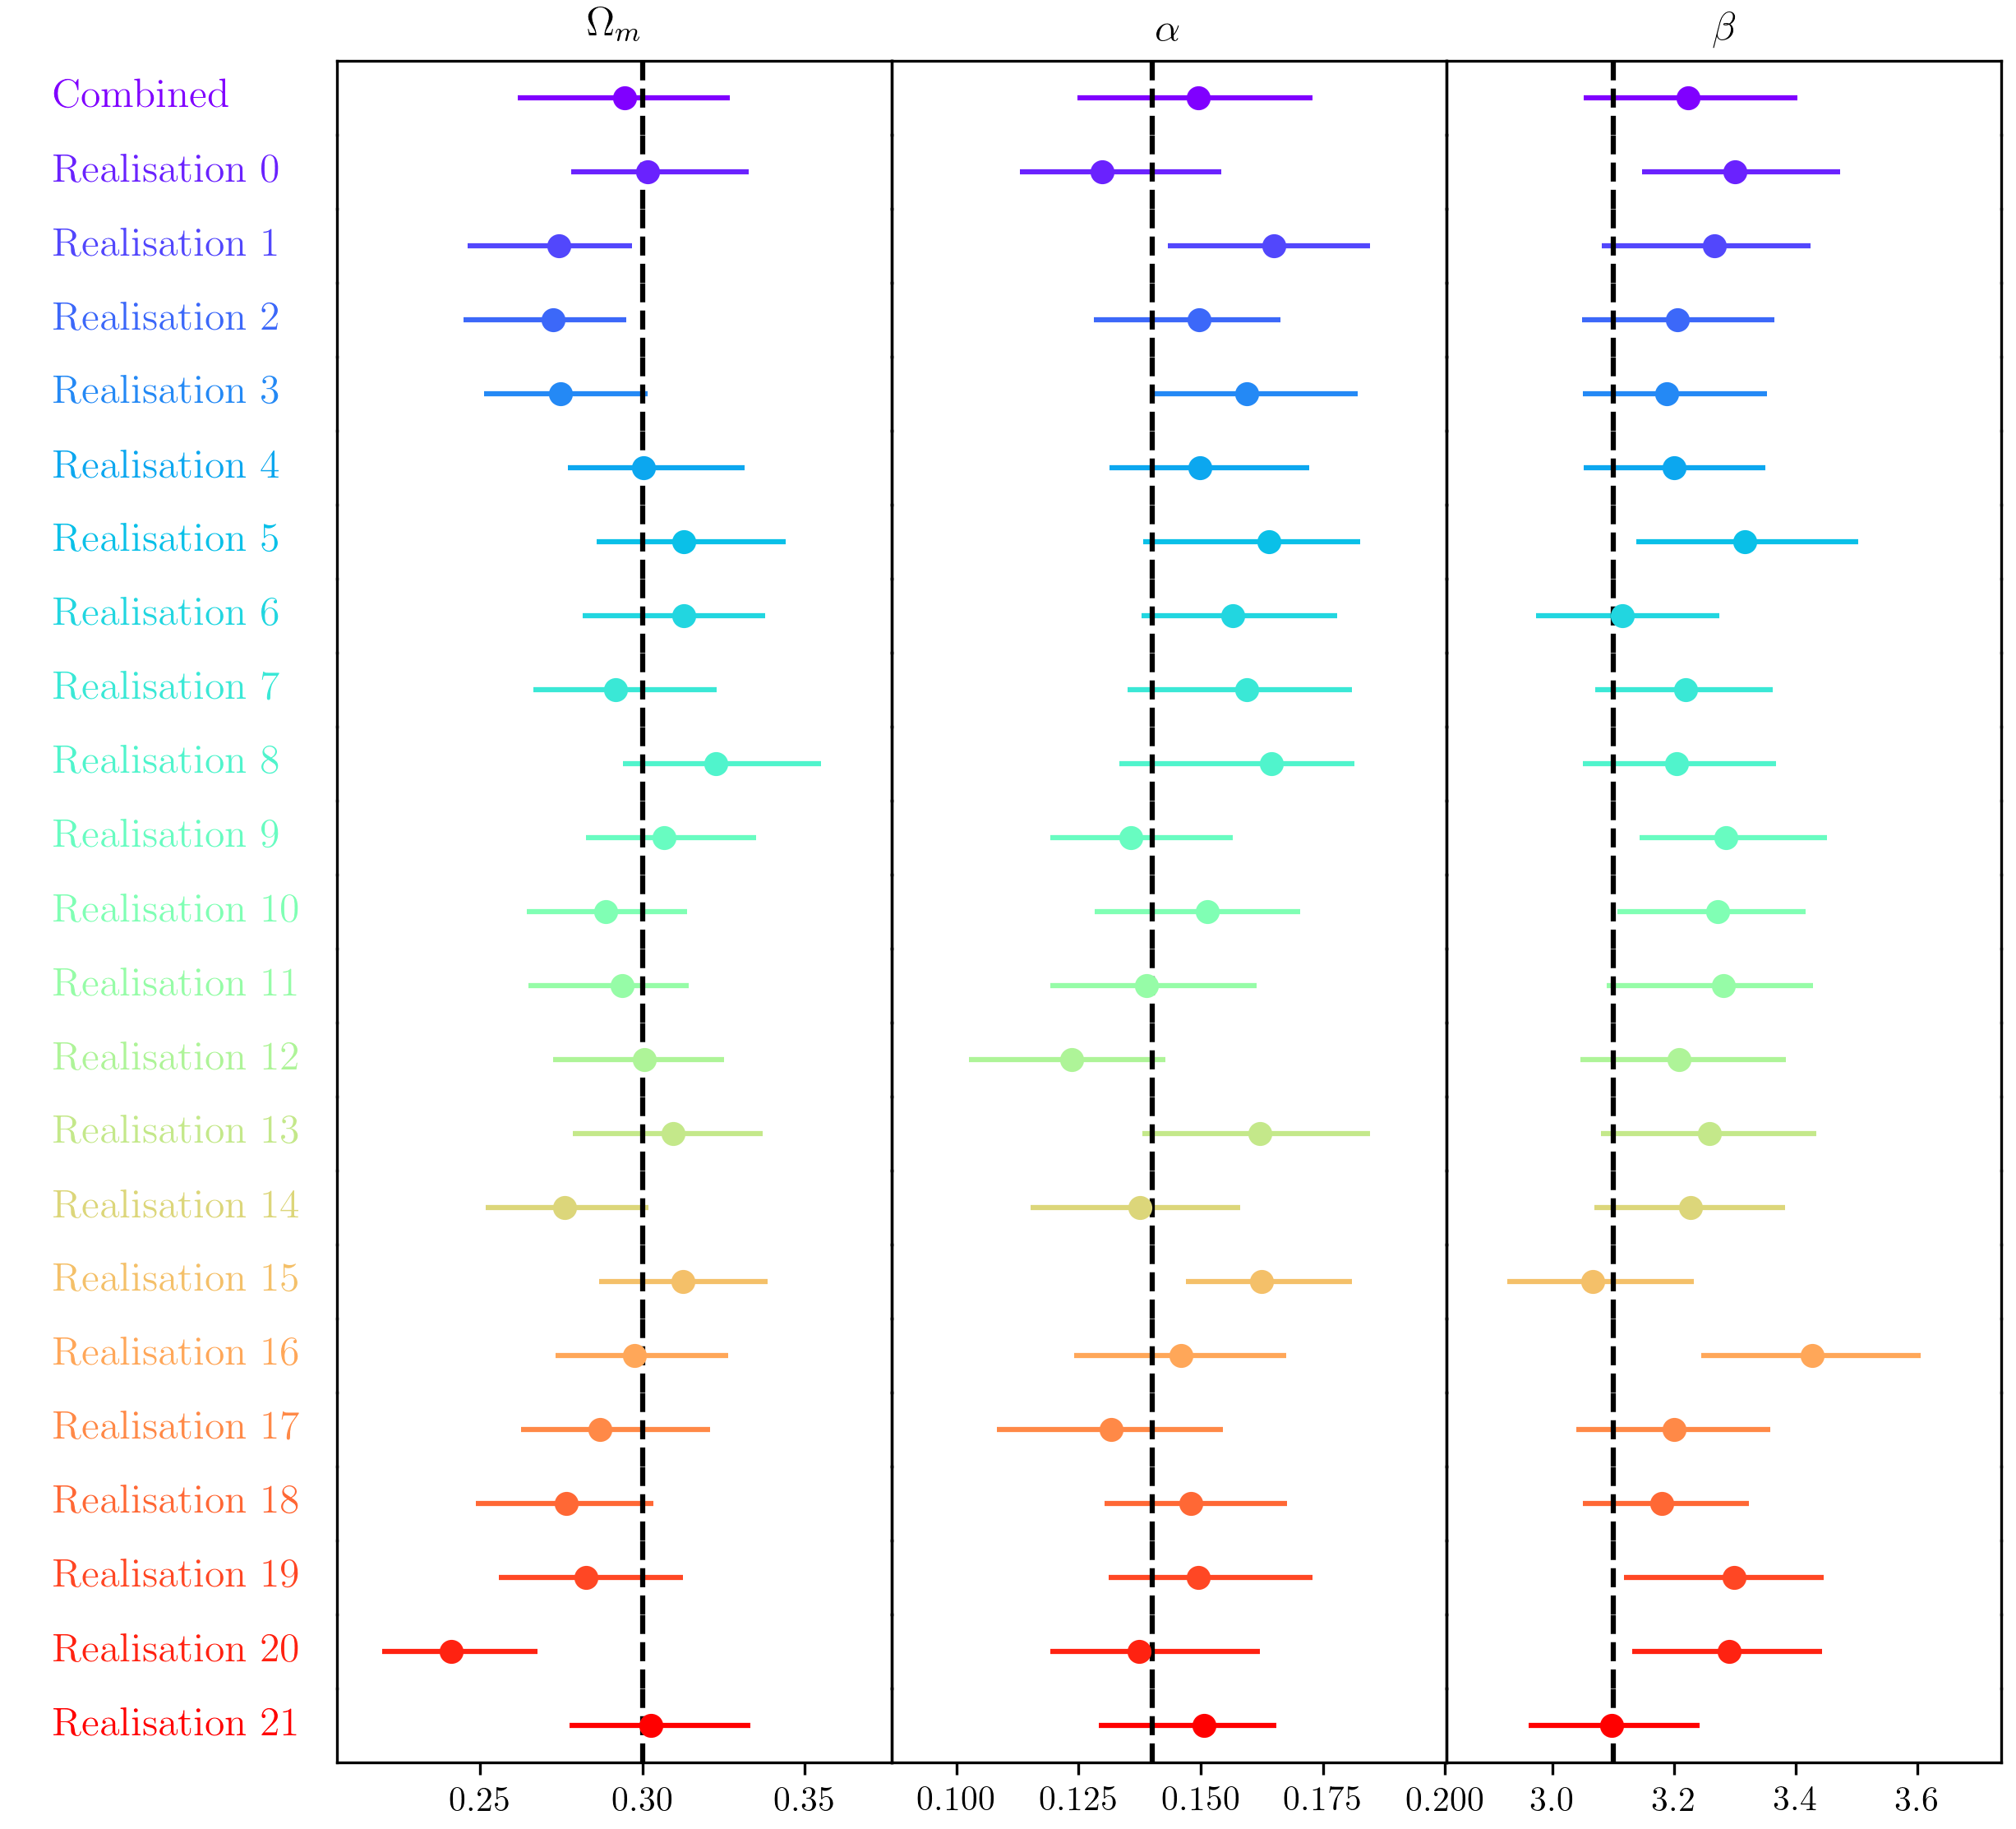 Ω_m α β
Combined
Realisation 0
Realisation 1
Realisation 2
Realisation 3
Realisation 4
Realisation 5
Realisation 6
Realisation 7
Realisation 8
Realisation 9
Realisation 10
Realisation 11
Realisation 12
Realisation 13
Realisation 14
Realisation 15
Realisation 16
Realisation 17
Realisation 18
Realisation 19
Realisation 20
Realisation 21
0.25 0.30 0.35 0.100 0.125 0.150 0.175 0.200 3.0 3.2 3.4 3.6